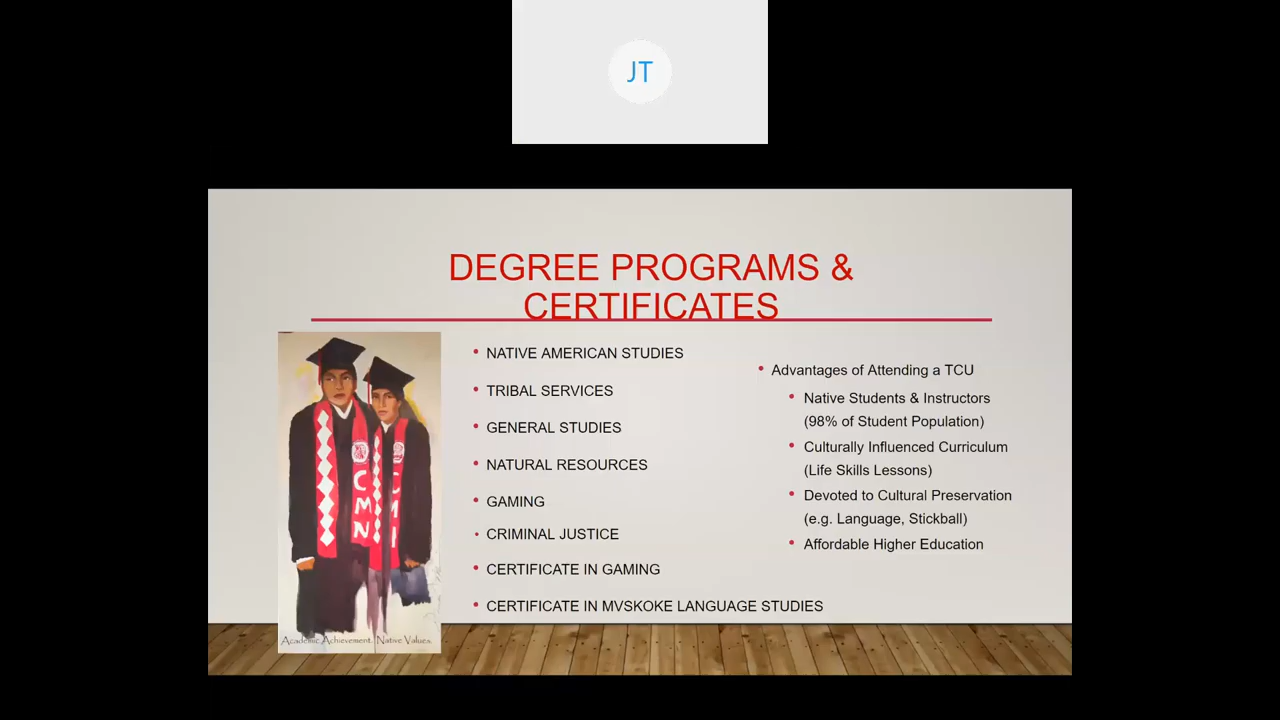 JT
DEGREE PROGRAMS &
CERTIFICATES
NATIVE AMERICAN STUDIES
TRIBAL SERVICES
GENERAL STUDIES
NATURAL RESOURCES
GAMING
CRIMINAL JUSTICE
CERTIFICATE IN GAMING
CERTIFICATE IN MVSKOKE LANGUAGE STUDIES
Advantages of Attending a TCU
Native Students & Instructors
(98% of Student Population)
Culturally Influenced Curriculum
(Life Skills Lessons)
Devoted to Cultural Preservation
(e.g. Language, Stickball)
Affordable Higher Education
CMN
CMN
Academic Achievement, Native Values.